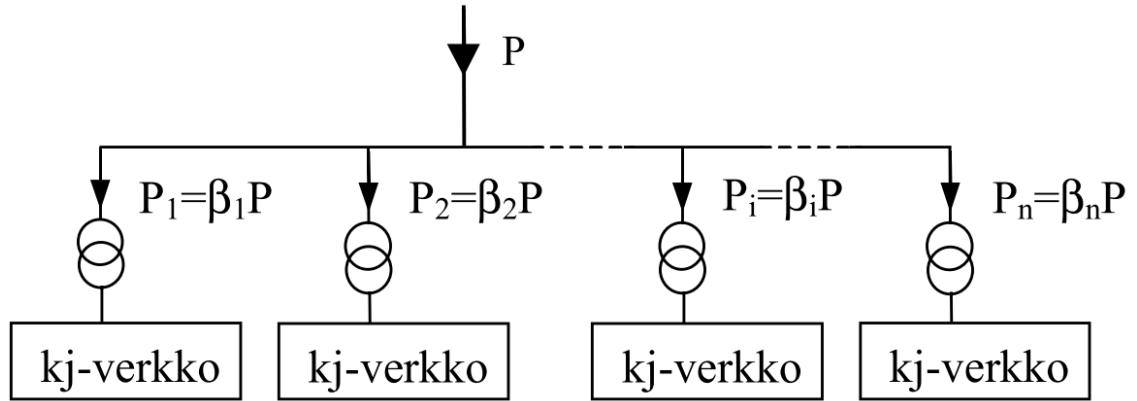 P
P₁=β₁P P₂=β₂P Pᵢ=βᵢP Pₙ=βₙP
kj-verkko kj-verkko kj-verkko kj-verkko